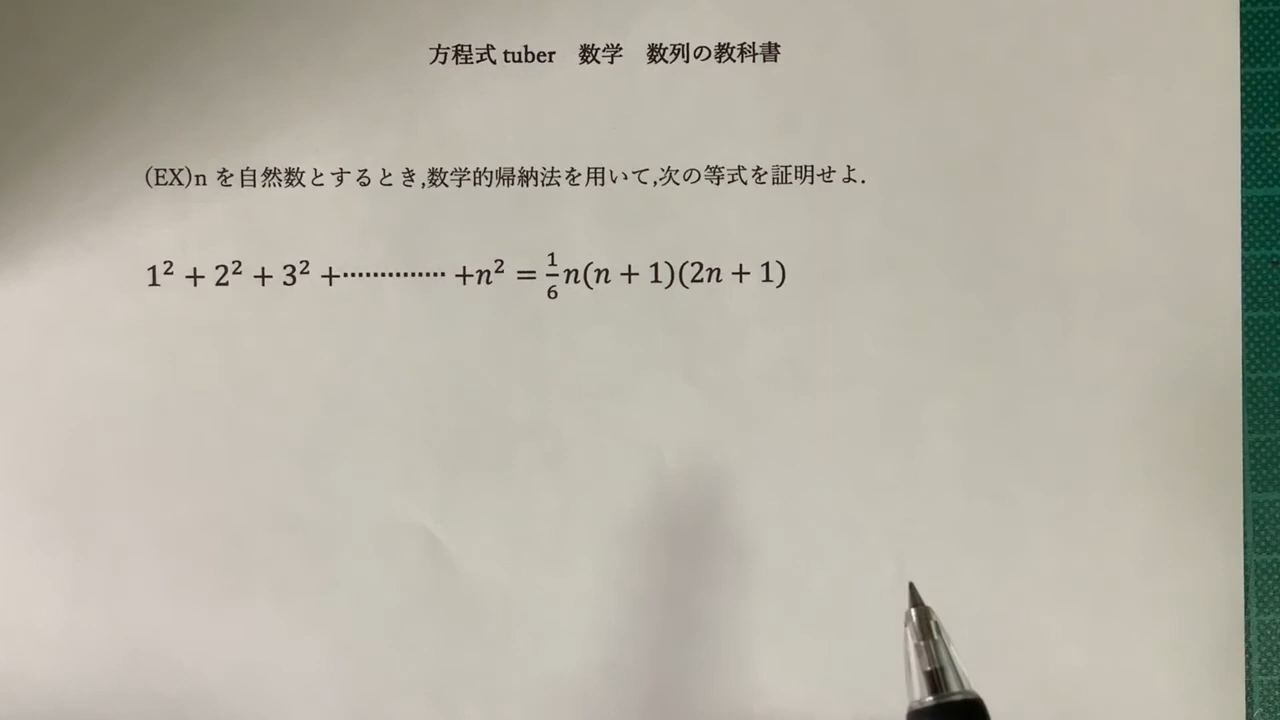 方程式 tuber 数学 数列の教科書
(EX)n を自然数とするとき,数学的帰納法を用いて,次の等式を証明せよ.
1² + 2² + 3² +·············· +n² = 1/6 n(n + 1)(2n + 1)